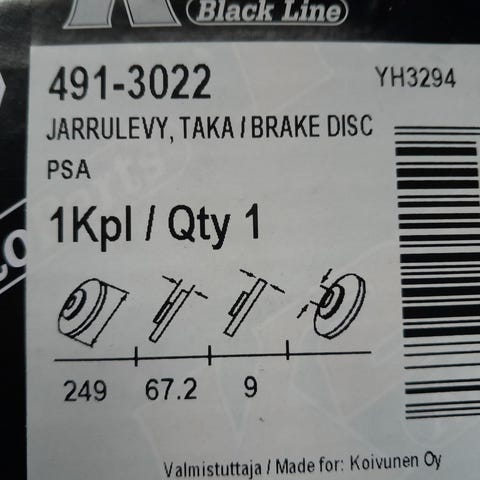 Black Line
491-3022
YH3294
JARRULEVY, TAKA / BRAKE DISC
PSA
1Kpl / Qty 1
249 67.2 9
Valmistuttaja / Made for: Koivunen Oy